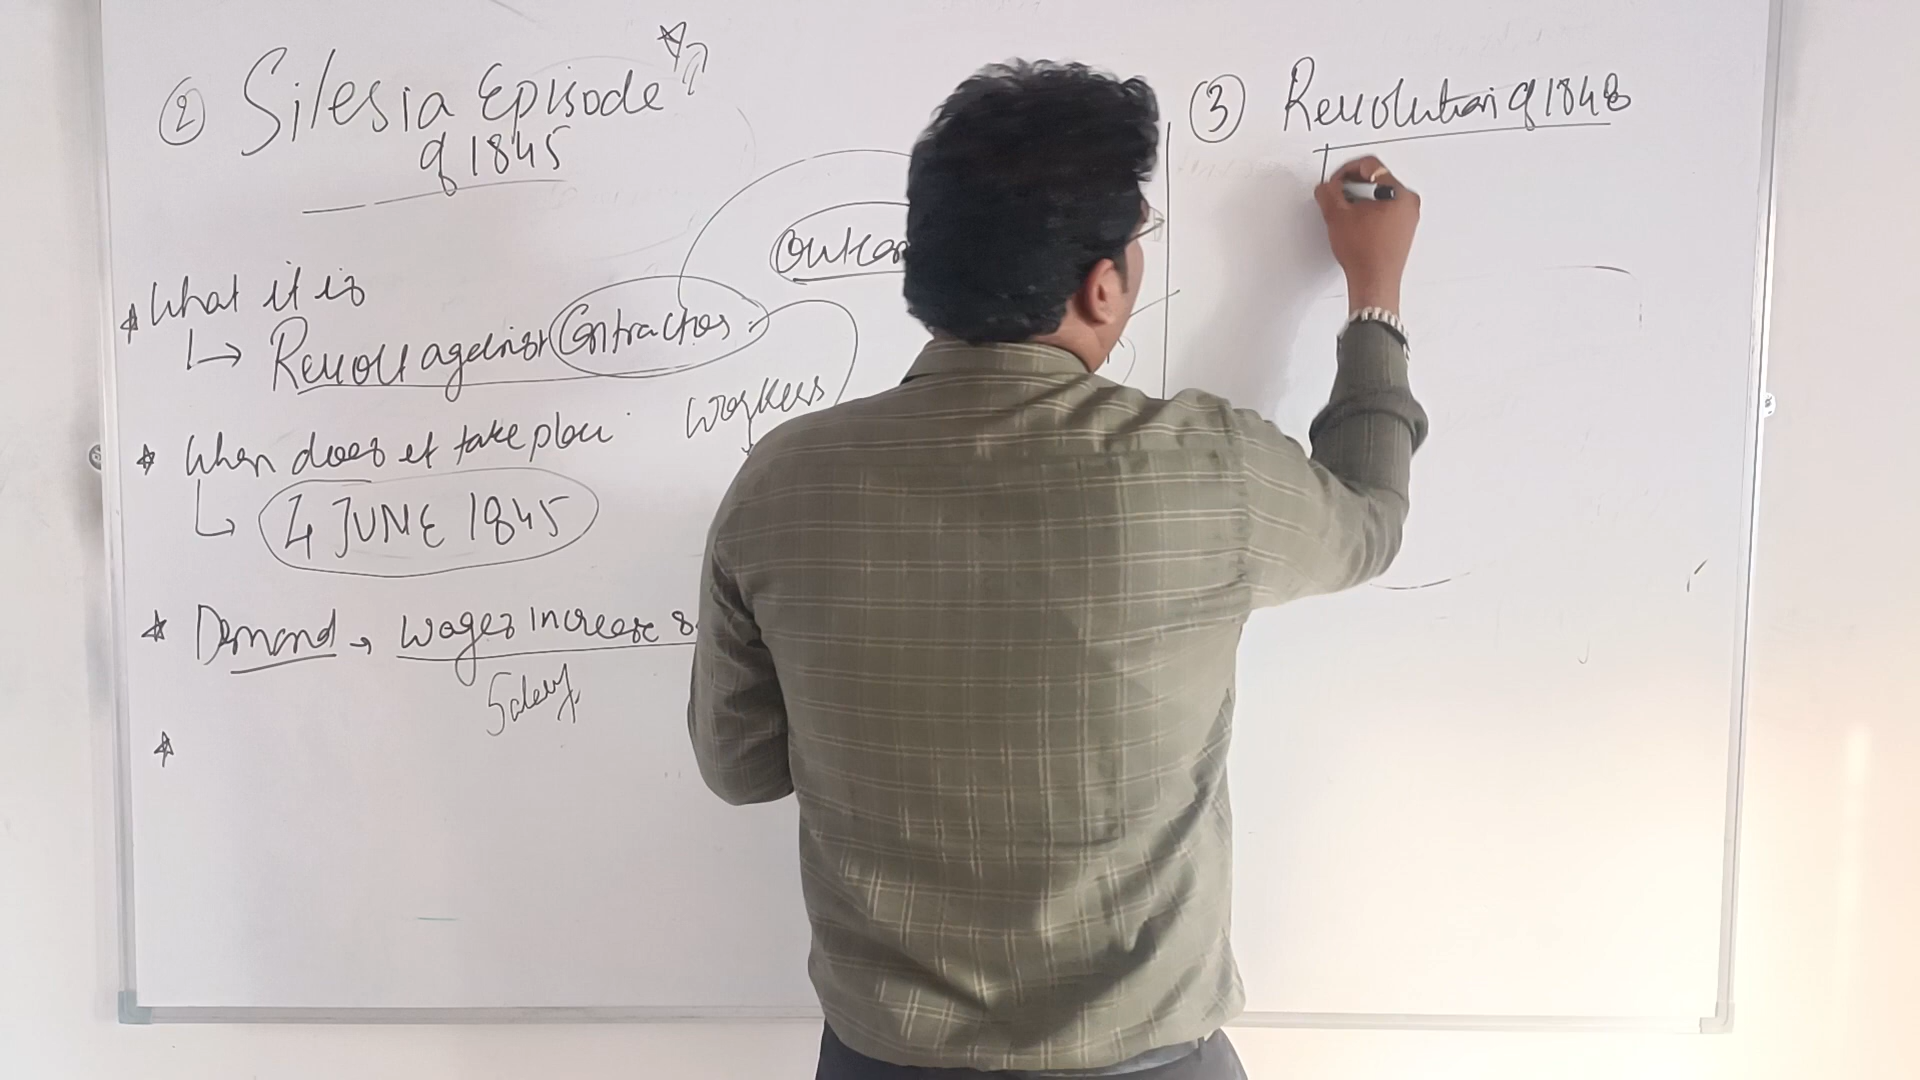 ② Silesia Episode
of 1845
What it is
Revolt against Contractors
When does it take place
4 JUNE 1845
workers
Demand → wages increase &
Salary
Outcom
③ Revolution of 1848